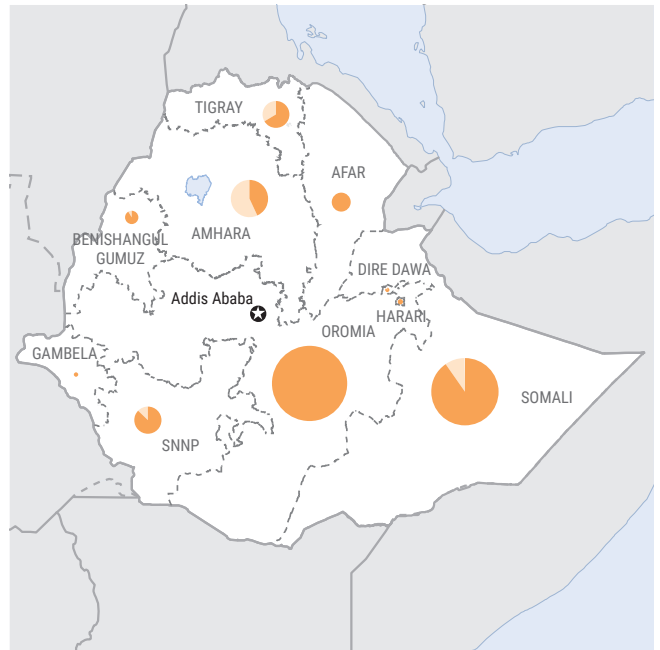 TIGRAY
AFAR
AMHARA
BENISHANGUL
GUMUZ
DIRE DAWA
Addis Ababa
HARARI
OROMIA
GAMBELA
SOMALI
SNNP